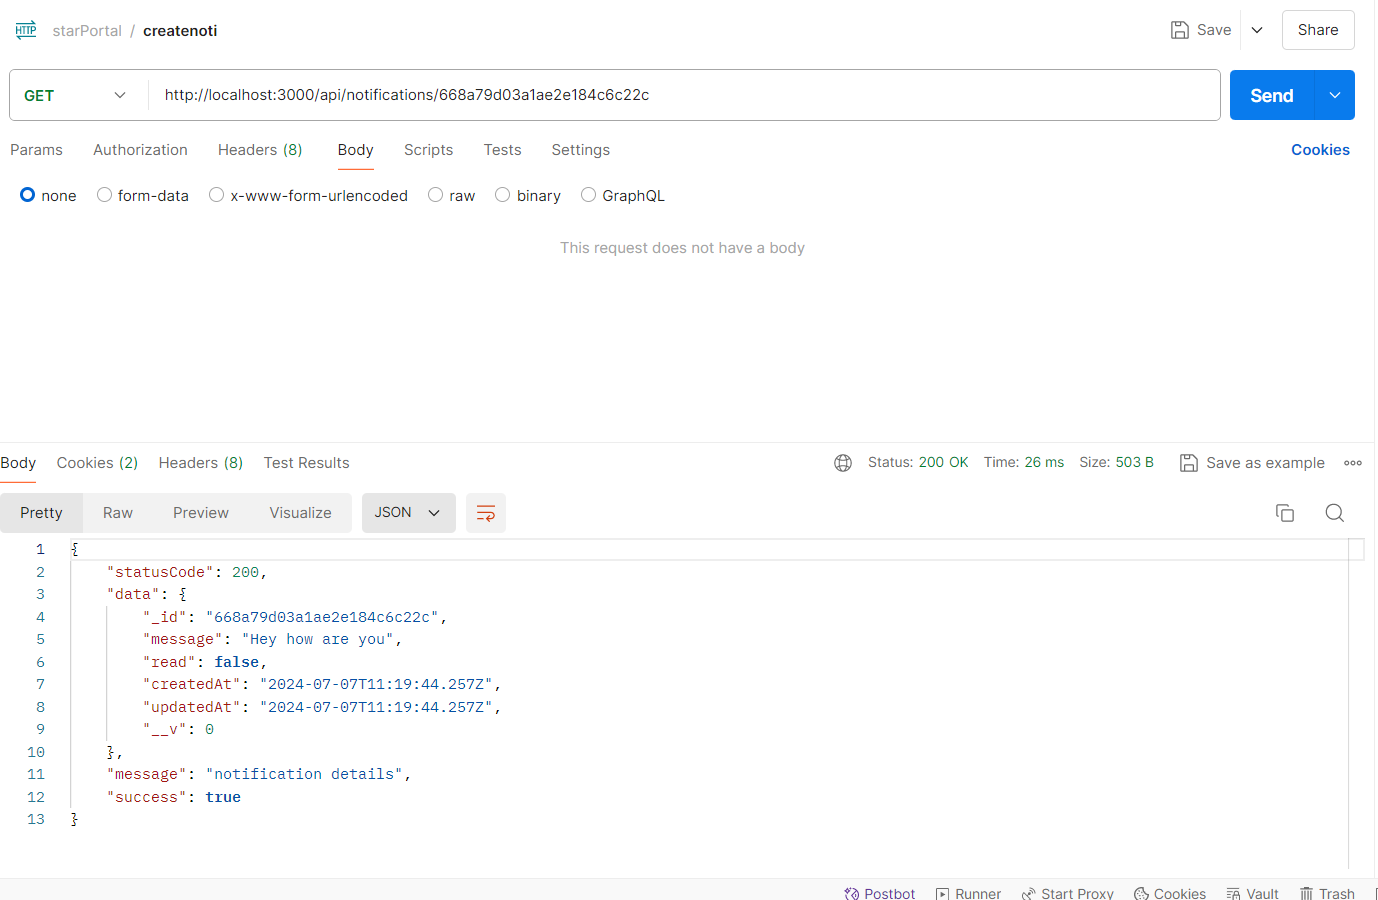 HTTP starPortal / createnoti Save Share
GET http://localhost:3000/api/notifications/668a79d03a1ae2e184c6c22c Send
Params Authorization Headers (8) Body Scripts Tests Settings Cookies
none form-data x-www-form-urlencoded raw binary GraphQL
This request does not have a body
Body Cookies (2) Headers (8) Test Results Status: 200 OK Time: 26 ms Size: 503 B Save as example
Pretty Raw Preview Visualize JSON
1 {
2 "statusCode": 200,
3 "data": {
4 "_id": "668a79d03a1ae2e184c6c22c",
5 "message": "Hey how are you",
6 "read": false,
7 "createdAt": "2024-07-07T11:19:44.257Z",
8 "updatedAt": "2024-07-07T11:19:44.257Z",
9 "__v": 0
10 },
11 "message": "notification details",
12 "success": true
13 }
Postbot Runner Start Proxy Cookies Vault Trash